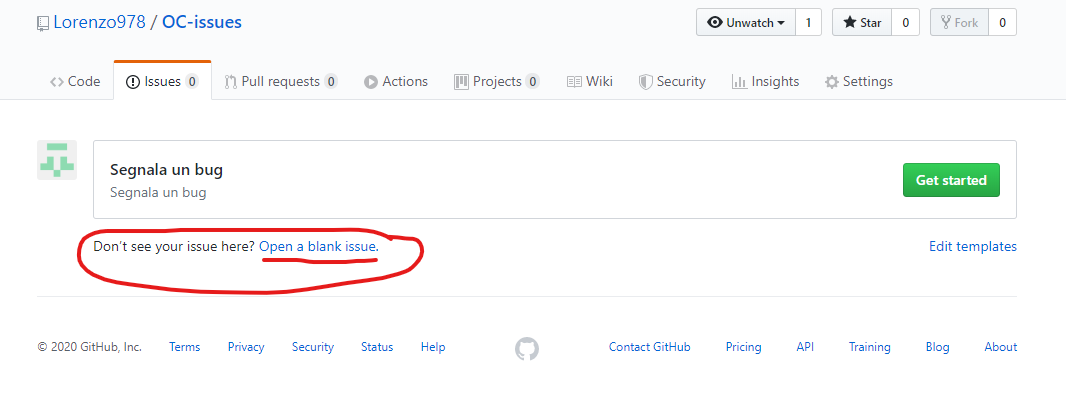 Lorenzo978 / OC-issues
Unwatch 1 Star 0 Fork 0
Code Issues 0 Pull requests 0 Actions Projects 0 Wiki Security Insights Settings
Segnala un bug
Segnala un bug
Get started
Don't see your issue here? Open a blank issue.
Edit templates
© 2020 GitHub, Inc. Terms Privacy Security Status Help Contact GitHub Pricing API Training Blog About